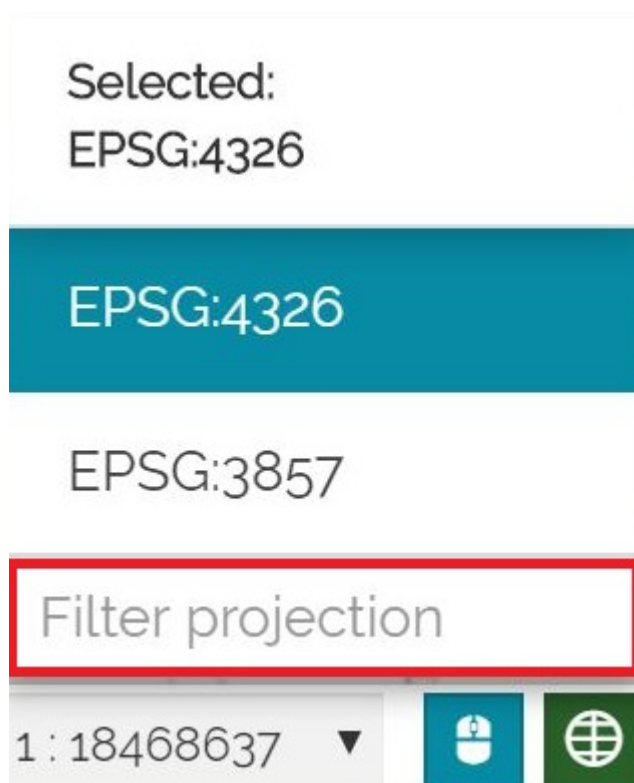 Selected:
EPSG:4326
EPSG:4326
EPSG:3857
Filter projection
1 : 18468637 ▼